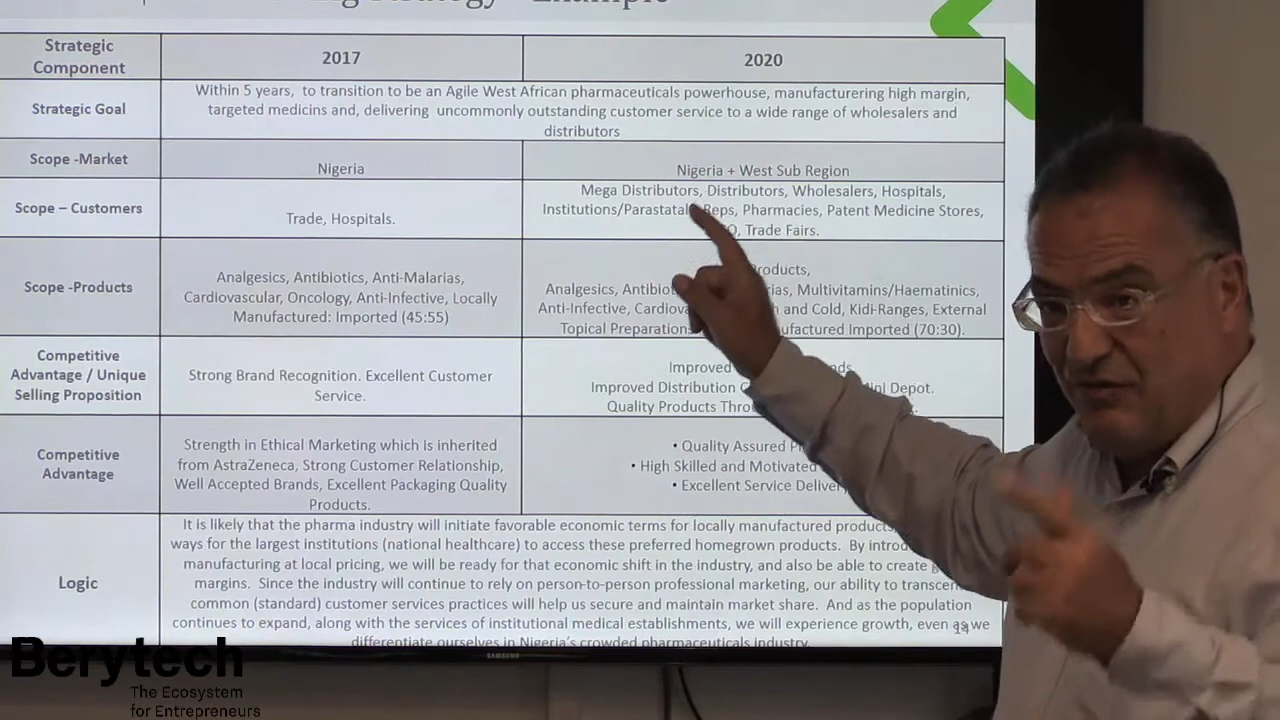 Strategy - Example
Strategic
Component
2017
2020
Strategic Goal
Within 5 years, to transition to be an Agile West African pharmaceuticals powerhouse, manufacturering high margin,
targeted medicins and, delivering uncommonly outstanding customer service to a wide range of wholesalers and
distributors
Scope -Market
Nigeria
Nigeria + West Sub Region
Scope – Customers
Trade, Hospitals.
Mega Distributors, Distributors, Wholesalers, Hospitals,
Institutions/Parastatal Reps, Pharmacies, Patent Medicine Stores,
Trade Fairs.
Scope -Products
Analgesics, Antibiotics, Anti-Malarias,
Cardiovascular, Oncology, Anti-Infective, Locally
Manufactured: Imported (45:55)
Products,
Analgesics, Multivitamins/Haematinics,
Anti-Infective, and Cold, Kidi-Ranges, External
Topical Imported (70:30).
Competitive
Advantage / Unique
Selling Proposition
Strong Brand Recognition. Excellent Customer
Service.
Improved
Improved Distribution Depot.
Quality Products
Competitive
Advantage
Strength in Ethical Marketing which is inherited
from AstraZeneca, Strong Customer Relationship,
Well Accepted Brands, Excellent Packaging Quality
Products.
• Quality Assured
• High Skilled and Motivated
• Excellent Service
Logic
It is likely that the pharma industry will initiate favorable economic terms for locally manufactured products,
ways for the largest institutions (national healthcare) to access these preferred homegrown products. By
manufacturing at local pricing, we will be ready for that economic shift in the industry, and also be able to create
margins. Since the industry will continue to rely on person-to-person professional marketing, our ability to
common (standard) customer services practices will help us secure and maintain market share. And as the population
continues to expand, along with the services of institutional medical establishments, we will experience growth, even as we
differentiate ourselves in Nigeria's crowded pharmaceuticals industry.
14
SAMSUNG
Berytech
The Ecosystem
for Entrepreneurs